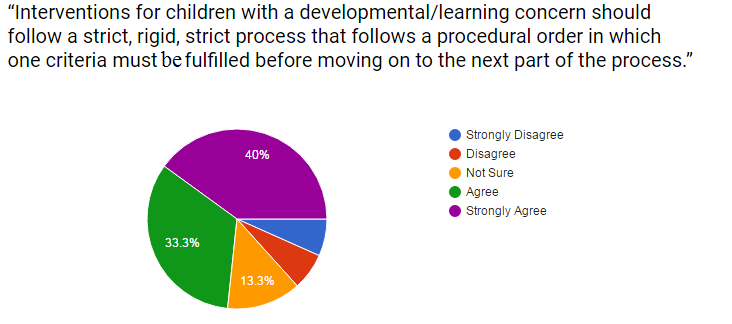 “Interventions for children with a developmental/learning concern should
follow a strict, rigid, strict process that follows a procedural order in which
one criteria must be fulfilled before moving on to the next part of the process.”
40%
33.3%
13.3%
Strongly Disagree
Disagree
Not Sure
Agree
Strongly Agree